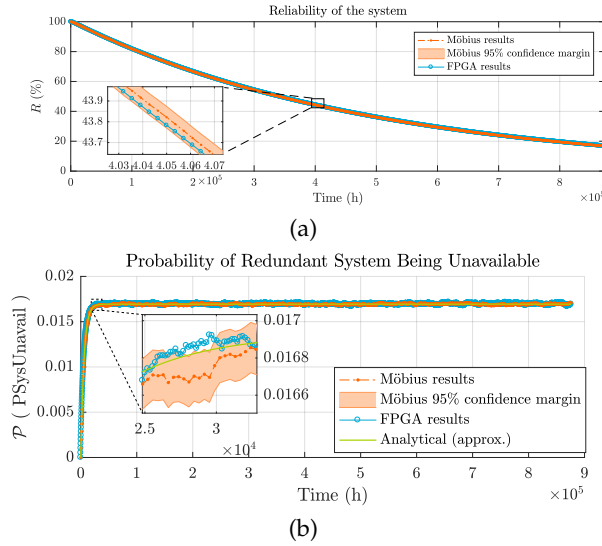 Reliability of the system
100
80
60
40
20
0
R (%)
Möbius results
Möbius 95% confidence margin
FPGA results
43.9
43.8
43.7
4.03 4.04 4.05 4.06 4.07
0 1 2×10⁵ 3 4 5 6 7 8
Time (h)
(a)
Probability of Redundant System Being Unavailable
0.02
0.015
0.01
0.005
0
𝒫 ( PSysUnavail )
0.017
0.0168
0.0166
2.5 3
×10⁴
Möbius results
Möbius 95% confidence margin
FPGA results
Analytical (approx.)
0 1 2 3 4 5 6 7 8 9
Time (h) ×10⁵
(b)